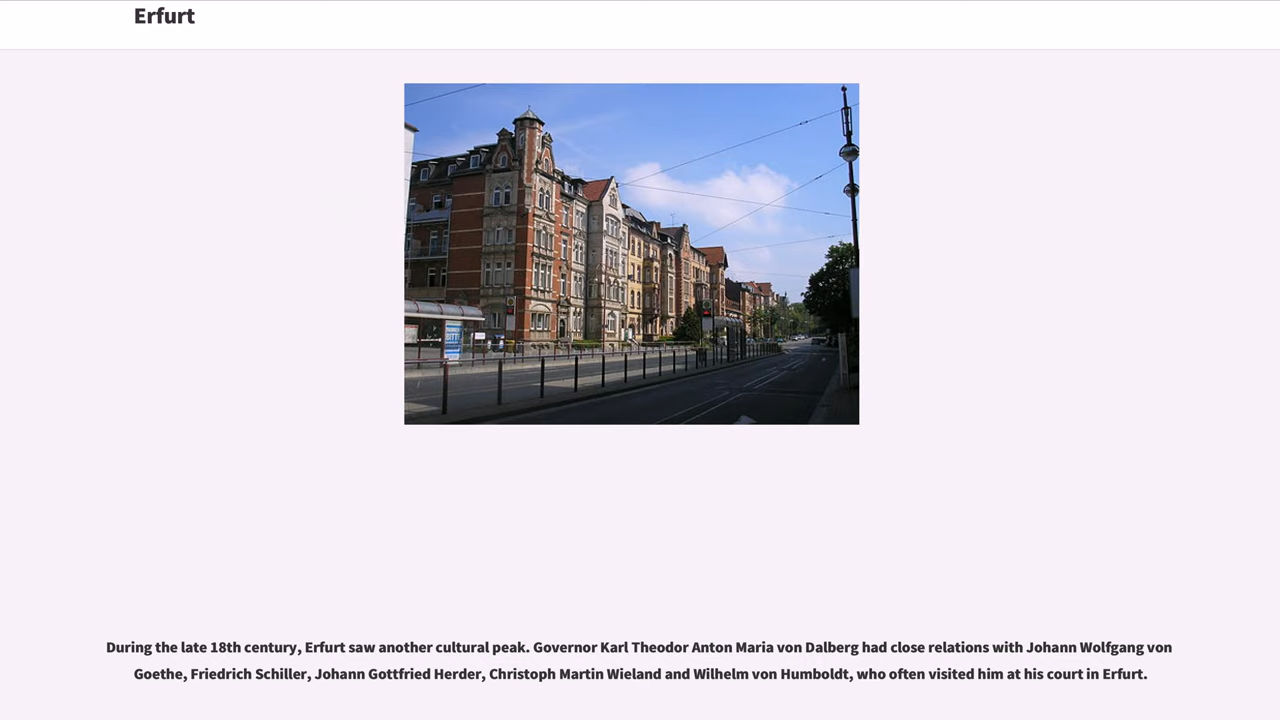 Erfurt
BITTE
During the late 18th century, Erfurt saw another cultural peak. Governor Karl Theodor Anton Maria von Dalberg had close relations with Johann Wolfgang von
Goethe, Friedrich Schiller, Johann Gottfried Herder, Christoph Martin Wieland and Wilhelm von Humboldt, who often visited him at his court in Erfurt.